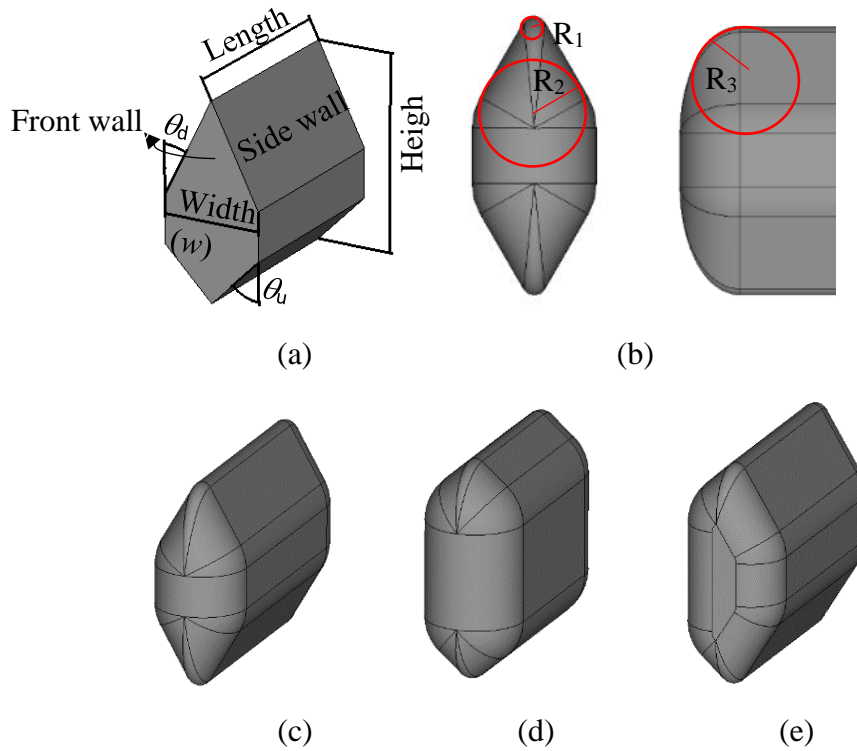 Length
θd
Front wall
Side wall
Heigh
Width
(w)
θu
R1
R2
R3
(a)
(b)
(c)
(d)
(e)